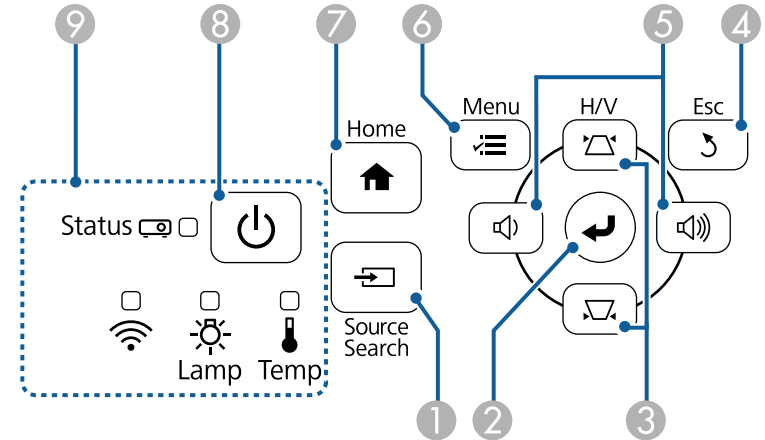 9 8 7 6 5 4
Menu H/V Esc
Home
Status
Source
Search
Lamp Temp
1 2 3